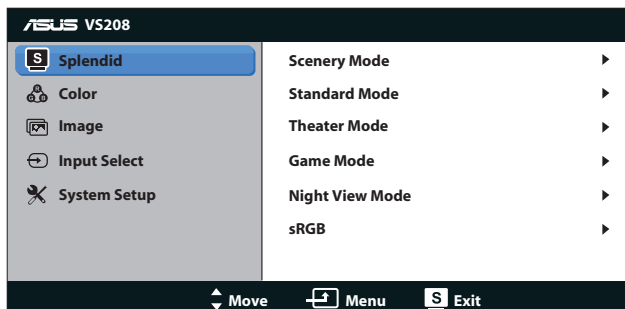 ASUS VS208
S Splendid
Color
Image
Input Select
System Setup
Scenery Mode
Standard Mode
Theater Mode
Game Mode
Night View Mode
sRGB
Move Menu S Exit